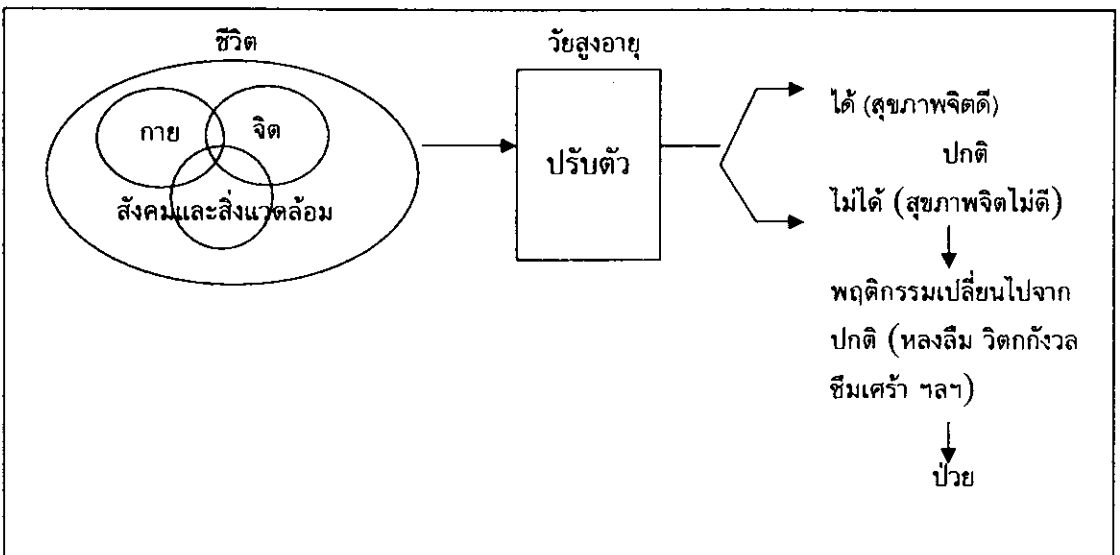 ชีวิต
กาย
จิต
สังคมและสิ่งแวดล้อม
วัยสูงอายุ
ปรับตัว
ได้ (สุขภาพจิตดี)
ปกติ
ไม่ได้ (สุขภาพจิตไม่ดี)
พฤติกรรมเปลี่ยนไปจาก
ปกติ (หลงลืม วิตกกังวล
ซึมเศร้า ฯลฯ)
ป่วย